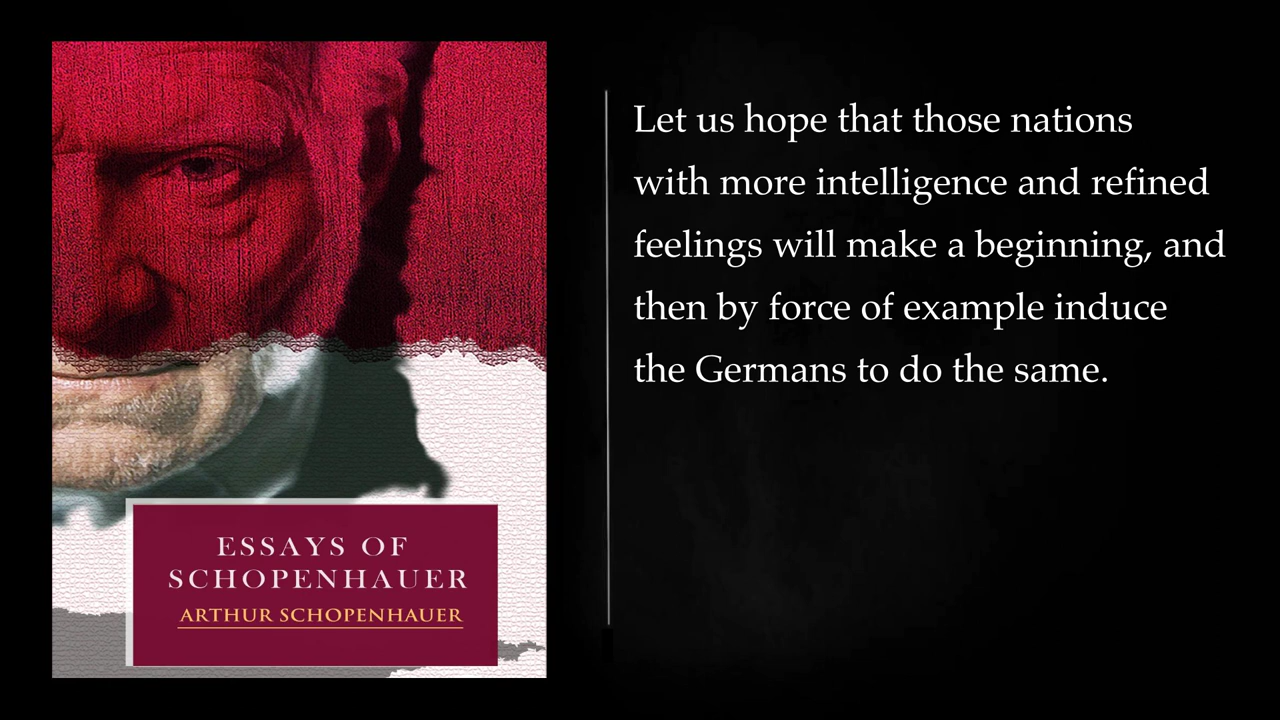 ESSAYS OF
SCHOPENHAUER
ARTHUR SCHOPENHAUER
Let us hope that those nations
with more intelligence and refined
feelings will make a beginning, and
then by force of example induce
the Germans to do the same.